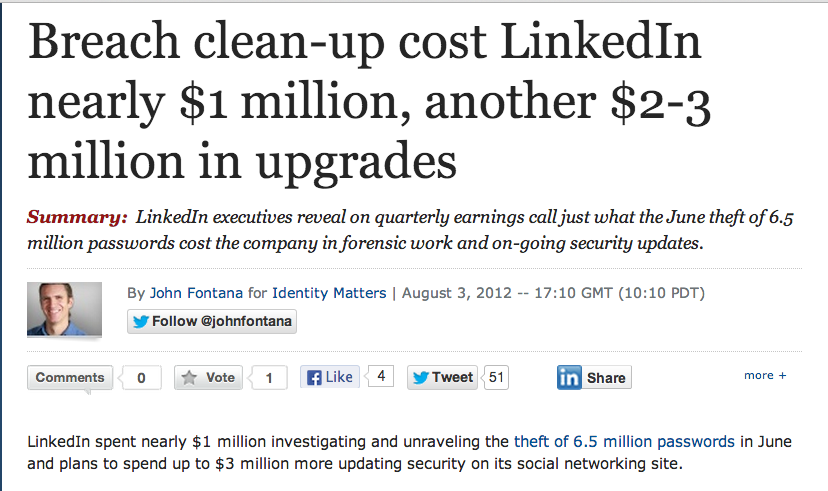 Breach clean-up cost LinkedIn
nearly $1 million, another $2-3
million in upgrades
Summary: LinkedIn executives reveal on quarterly earnings call just what the June theft of 6.5
million passwords cost the company in forensic work and on-going security updates.
By John Fontana for Identity Matters | August 3, 2012 -- 17:10 GMT (10:10 PDT)
Follow @johnfontana
Comments 0 Vote 1 Like 4 Tweet 51 in Share more +
LinkedIn spent nearly $1 million investigating and unraveling the theft of 6.5 million passwords in June
and plans to spend up to $3 million more updating security on its social networking site.